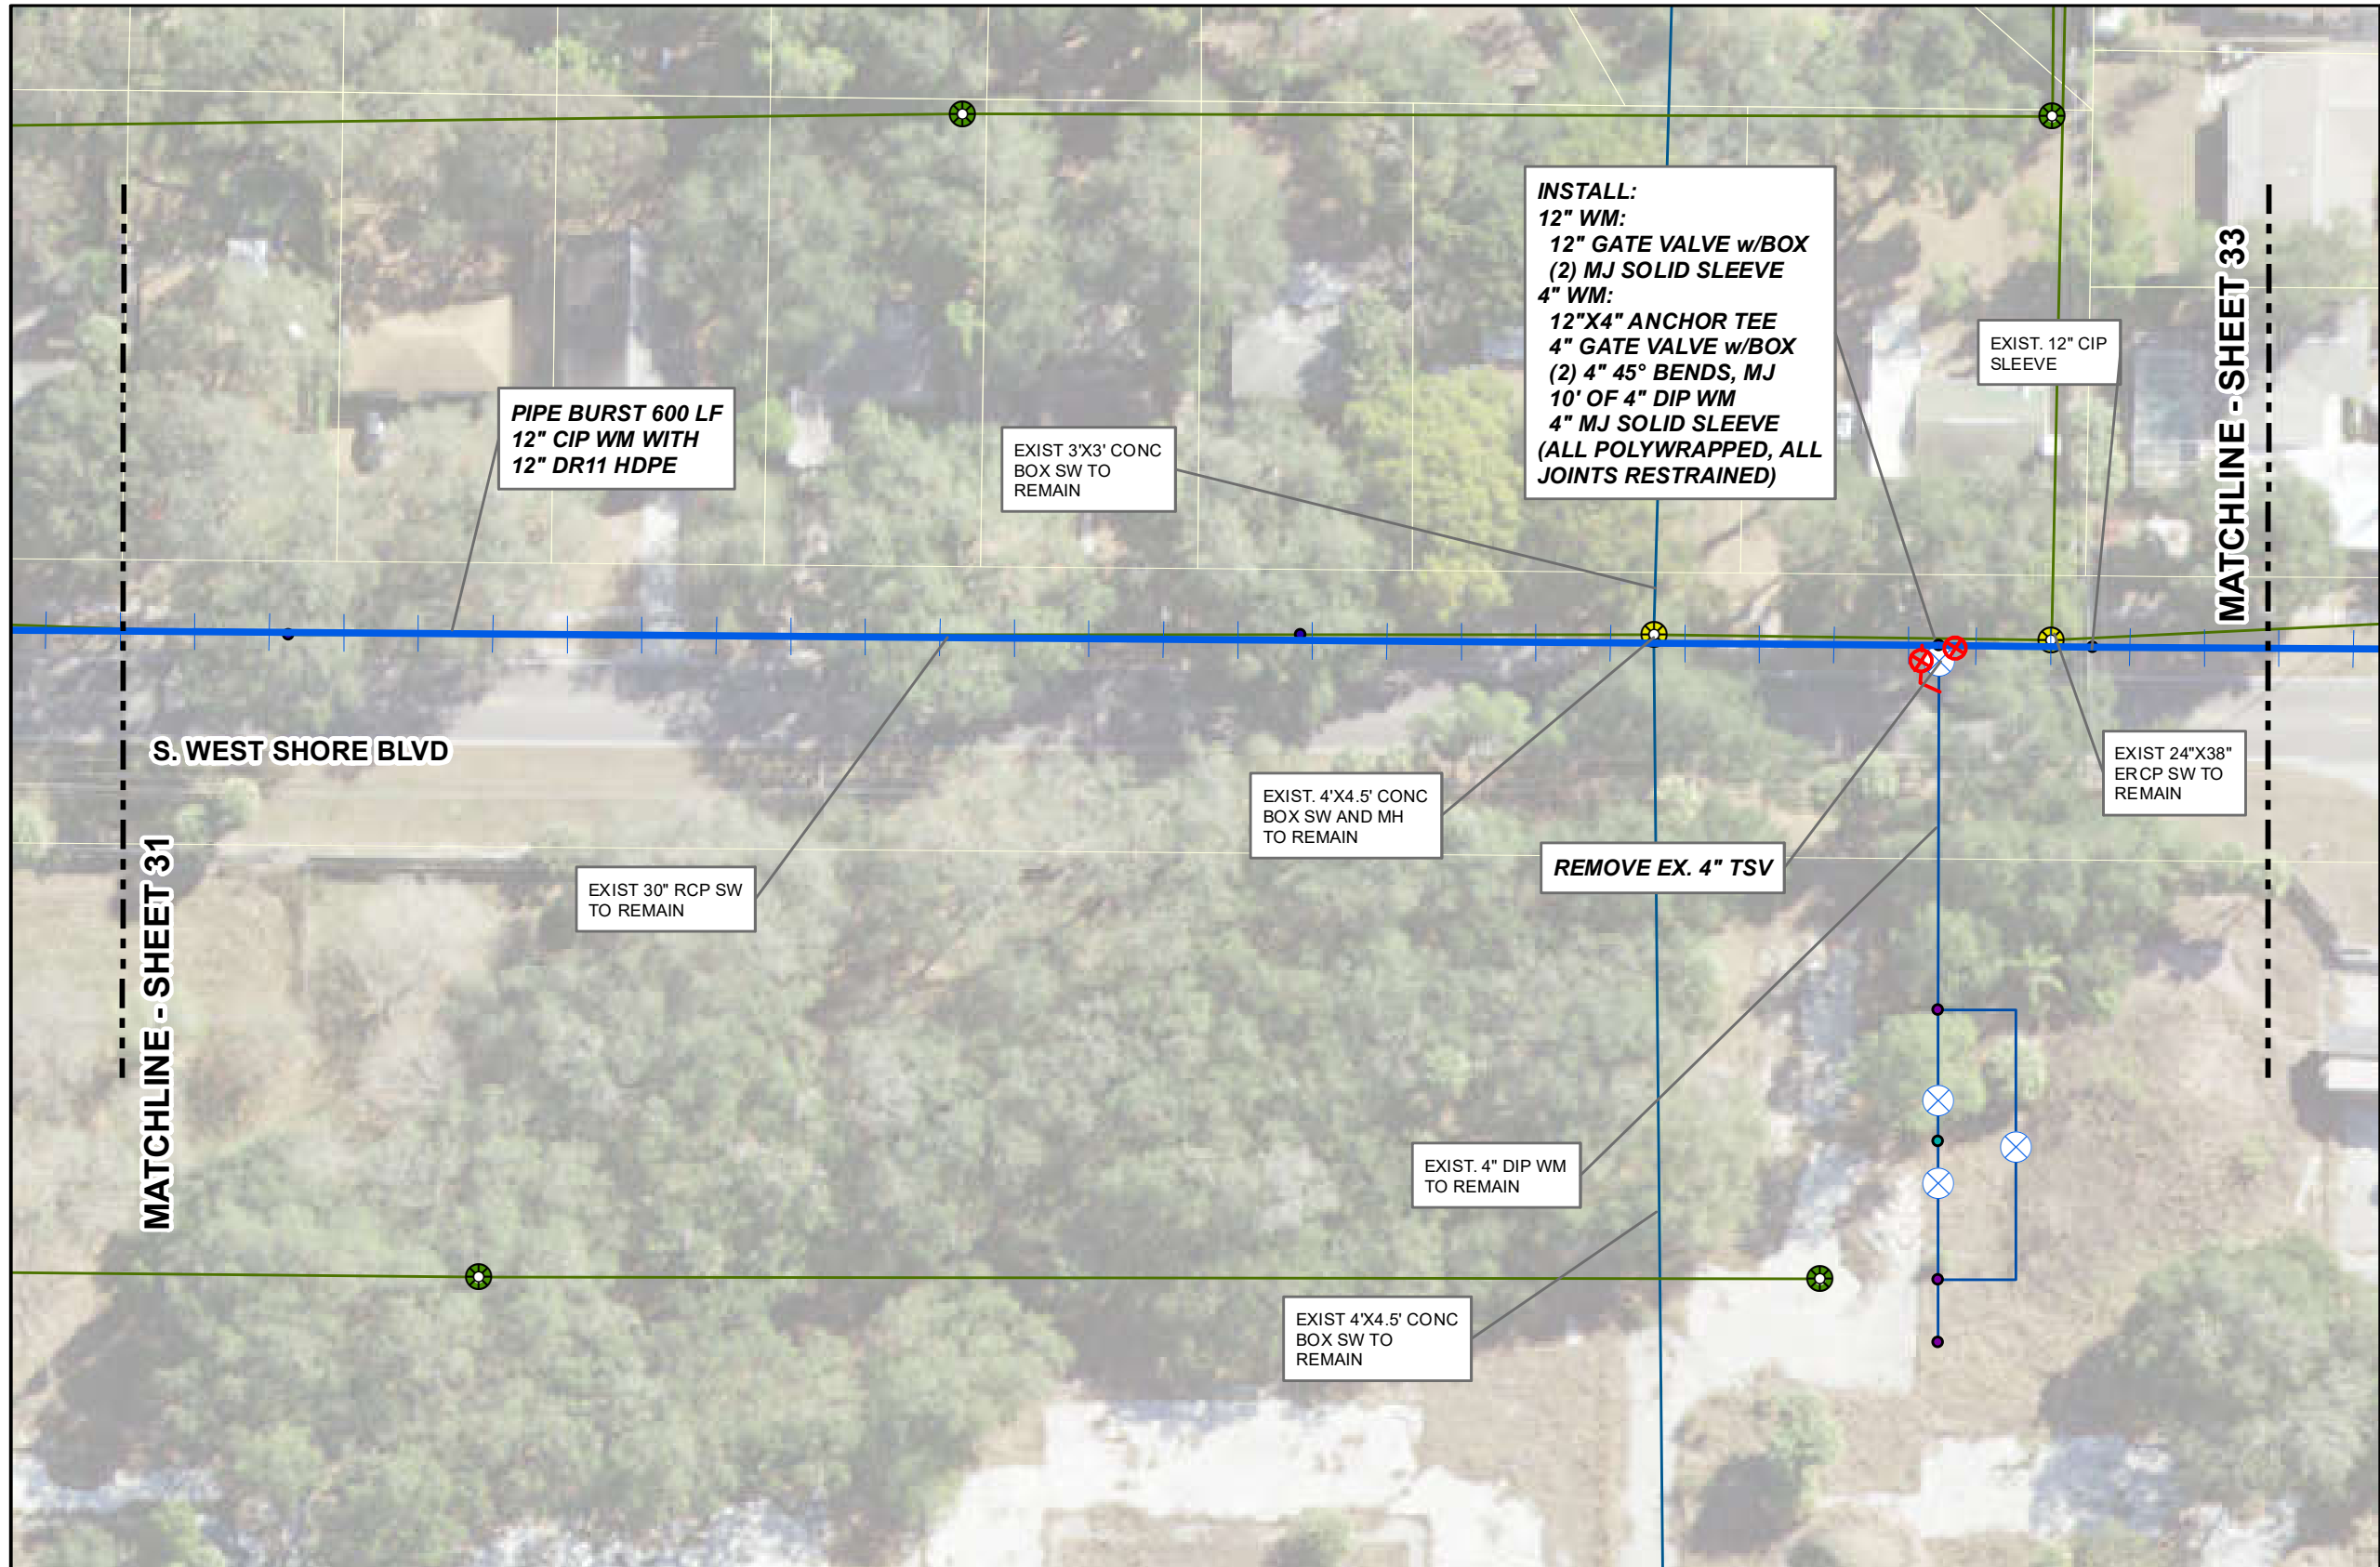 INSTALL:
12" WM:
12" GATE VALVE w/BOX
(2) MJ SOLID SLEEVE
4" WM:
12"X4" ANCHOR TEE
4" GATE VALVE w/BOX
(2) 4" 45° BENDS, MJ
10' OF 4" DIP WM
4" MJ SOLID SLEEVE
(ALL POLYWRAPPED, ALL
JOINTS RESTRAINED)
MATCHLINE - SHEET 33
EXIST. 12" CIP
SLEEVE
PIPE BURST 600 LF
12" CIP WM WITH
12" DR11 HDPE
EXIST 3'X3' CONC
BOX SW TO
REMAIN
S. WEST SHORE BLVD
EXIST 24"X38"
ERCP SW TO
REMAIN
EXIST. 4'X4.5' CONC
BOX SW AND MH
TO REMAIN
MATCHLINE - SHEET 31
REMOVE EX. 4" TSV
EXIST 30" RCP SW
TO REMAIN
EXIST. 4" DIP WM
TO REMAIN
EXIST 4'X4.5' CONC
BOX SW TO
REMAIN